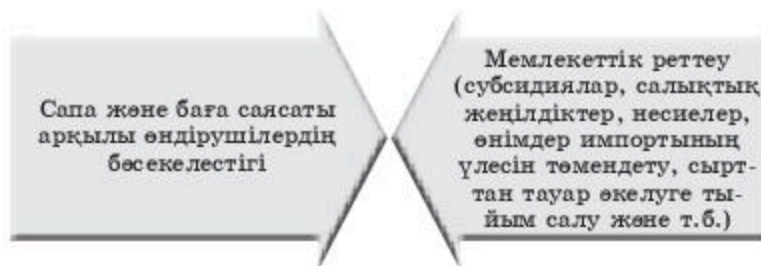 Сапа және баға саясаты
арқылы өндірушілердің
бәсекелестігі
Мемлекеттік реттеу
(субсидиялар, салықтық
жеңілдіктер, несиелер,
өнімдер импортының
үлесін төмендету, сырт-
тан тауар әкелуге ты-
йым салу және т.б.)